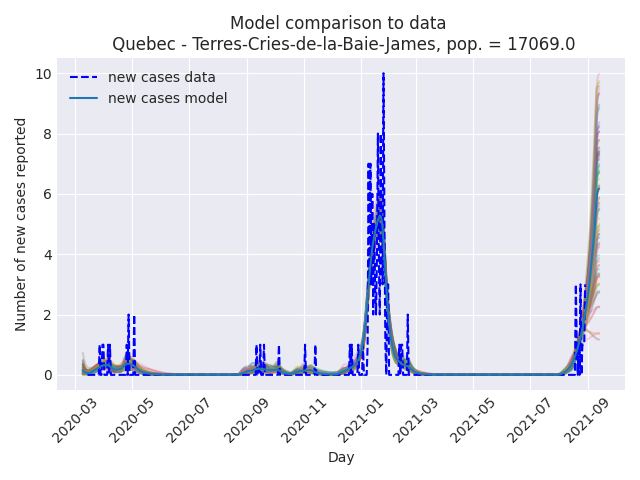 Model comparison to data
Quebec - Terres-Cries-de-la-Baie-James, pop. = 17069.0
new cases data
new cases model
Number of new cases reported
10
8
6
4
2
0
2020-03
2020-05
2020-07
2020-09
2020-11
2021-01
2021-03
2021-05
2021-07
2021-09
Day